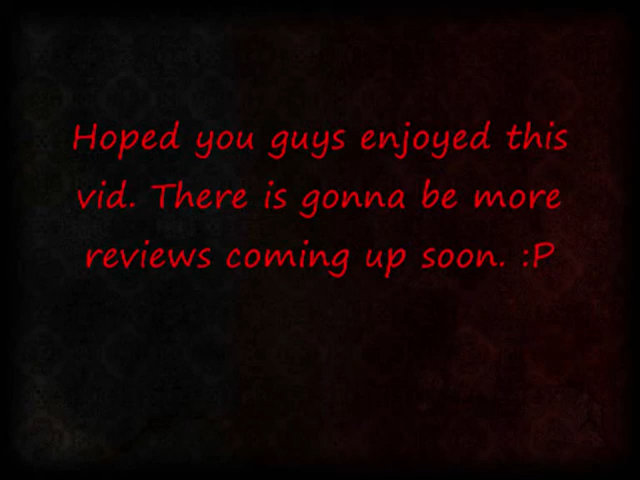 Hoped you guys enjoyed this
vid. There is gonna be more
reviews coming up soon. :P